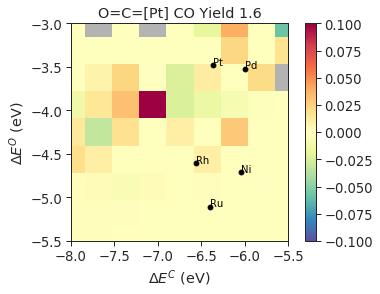 O=C=[Pt] CO Yield 1.6
−3.0
−3.5
−4.0
−4.5
−5.0
−5.5
ΔE^O (eV)
Pt
Pd
Rh
Ni
Ru
−8.0 −7.5 −7.0 −6.5 −6.0 −5.5
ΔE^C (eV)
0.100
0.075
0.050
0.025
0.000
−0.025
−0.050
−0.075
−0.100